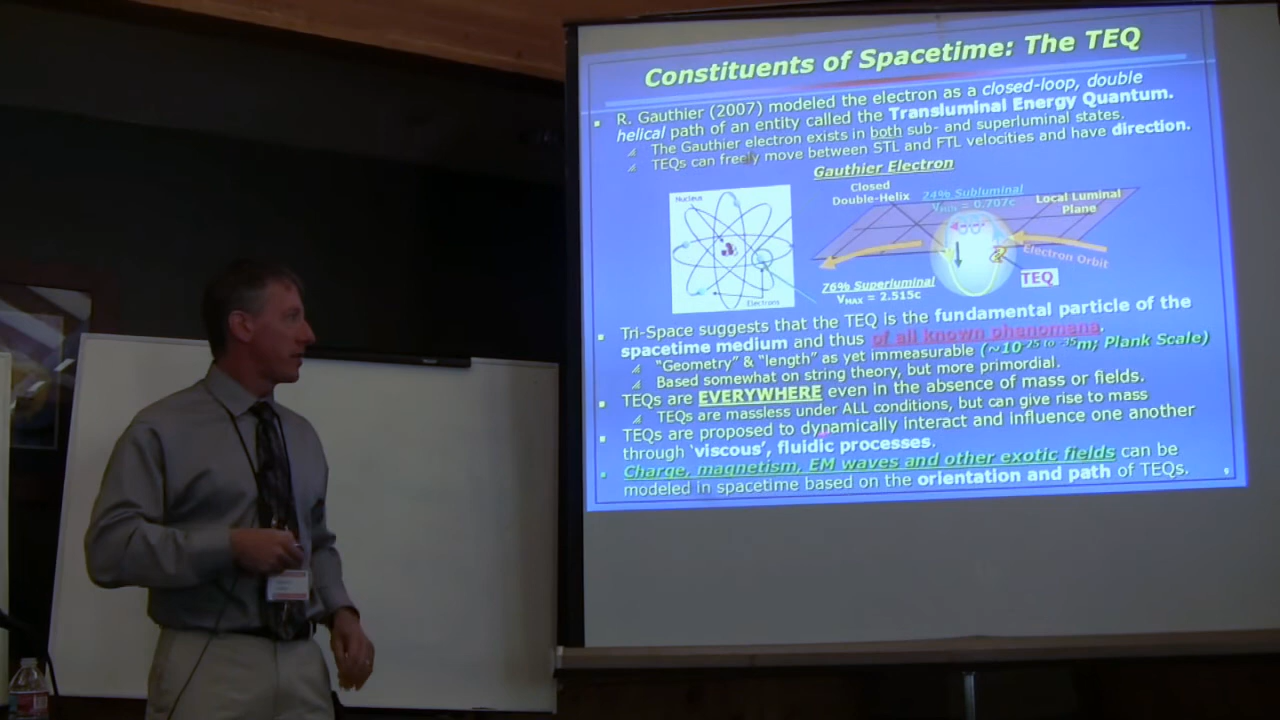 Constituents of Spacetime: The TEQ
R. Gauthier (2007) modeled the electron as a closed-loop, double
helical path of an entity called the Transluminal Energy Quantum.
The Gauthier electron exists in both sub- and superluminal states.
TEQs can freely move between STL and FTL velocities and have direction.
Gauthier Electron
Nucleus
Electrons
Closed
Double-Helix
24% Subluminal
VMIN = 0.707c
Local Luminal
Plane
Electron Orbit
TEQ
76% Superluminal
VMAX = 2.515c
Tri-Space suggests that the TEQ is the fundamental particle of the
spacetime medium and thus of all known phenomana.
"Geometry" & "length" as yet immeasurable (~10-25 to -35m; Plank Scale)
Based somewhat on string theory, but more primordial.
TEQs are EVERYWHERE even in the absence of mass or fields.
TEQs are massless under ALL conditions, but can give rise to mass
TEQs are proposed to dynamically interact and influence one another
through 'viscous', fluidic processes.
Charge, magnetism, EM waves and other exotic fields can be
modeled in spacetime based on the orientation and path of TEQs.
9